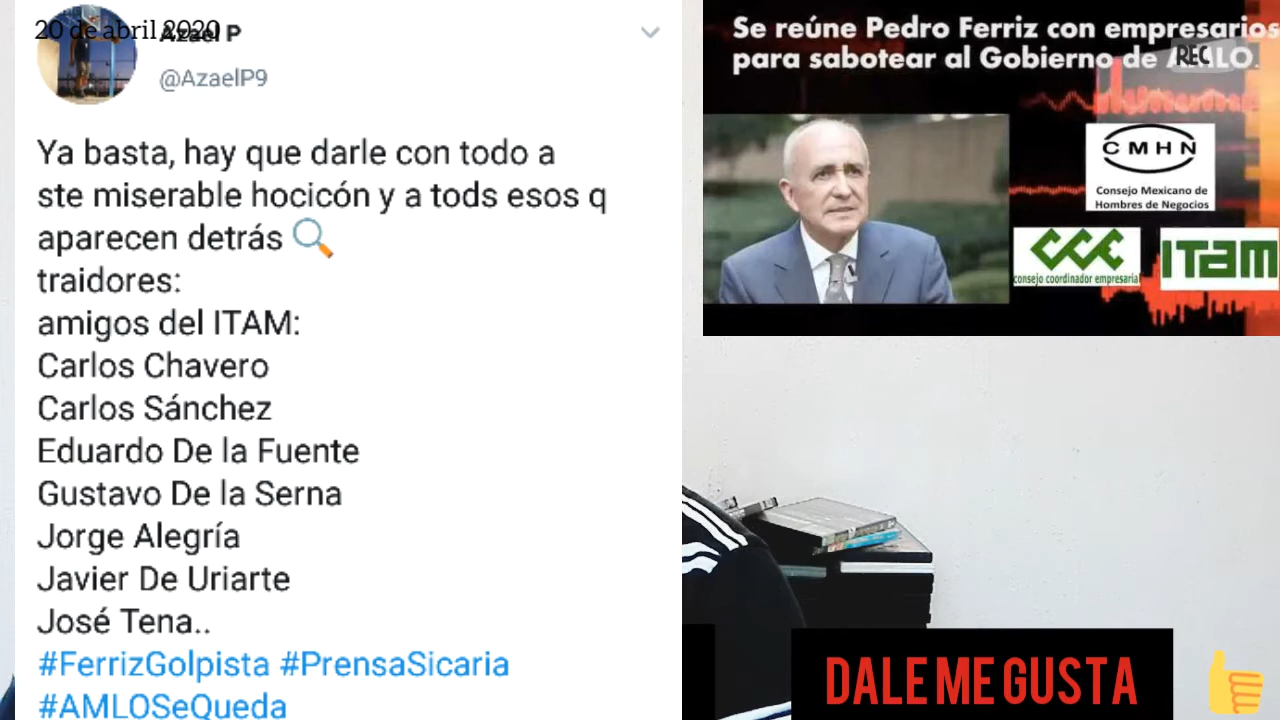 20 de abril 2020
Azael P
@AzaelP9
Ya basta, hay que darle con todo a
ste miserable hocicón y a tods esos q
aparecen detrás 🔍
traidores:
amigos del ITAM:
Carlos Chavero
Carlos Sánchez
Eduardo De la Fuente
Gustavo De la Serna
Jorge Alegría
Javier De Uriarte
José Tena..
#FerrizGolpista #PrensaSicaria
#AMLOSeQueda
Se reúne Pedro Ferriz con empresarios
para sabotear al Gobierno de AMLO.
REC
CMHN
Consejo Mexicano de
Hombres de Negocios
CCE
consejo coordinador empresarial
ITAM
DALE ME GUSTA